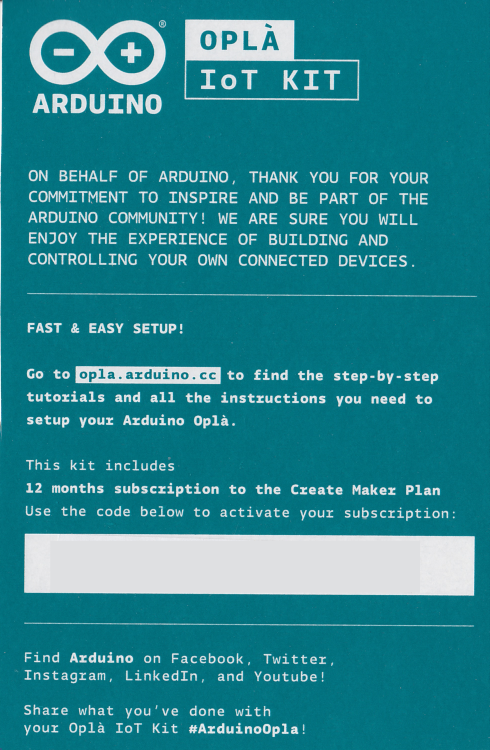 ARDUINO ®
OPLÀ
IoT KIT
ON BEHALF OF ARDUINO, THANK YOU FOR YOUR
COMMITMENT TO INSPIRE AND BE PART OF THE
ARDUINO COMMUNITY! WE ARE SURE YOU WILL
ENJOY THE EXPERIENCE OF BUILDING AND
CONTROLLING YOUR OWN CONNECTED DEVICES.
FAST & EASY SETUP!
Go to opla.arduino.cc to find the step-by-step
tutorials and all the instructions you need to
setup your Arduino Oplà.
This kit includes
12 months subscription to the Create Maker Plan
Use the code below to activate your subscription:
Find Arduino on Facebook, Twitter,
Instagram, LinkedIn, and Youtube!
Share what you've done with
your Oplà IoT Kit #ArduinoOpla!